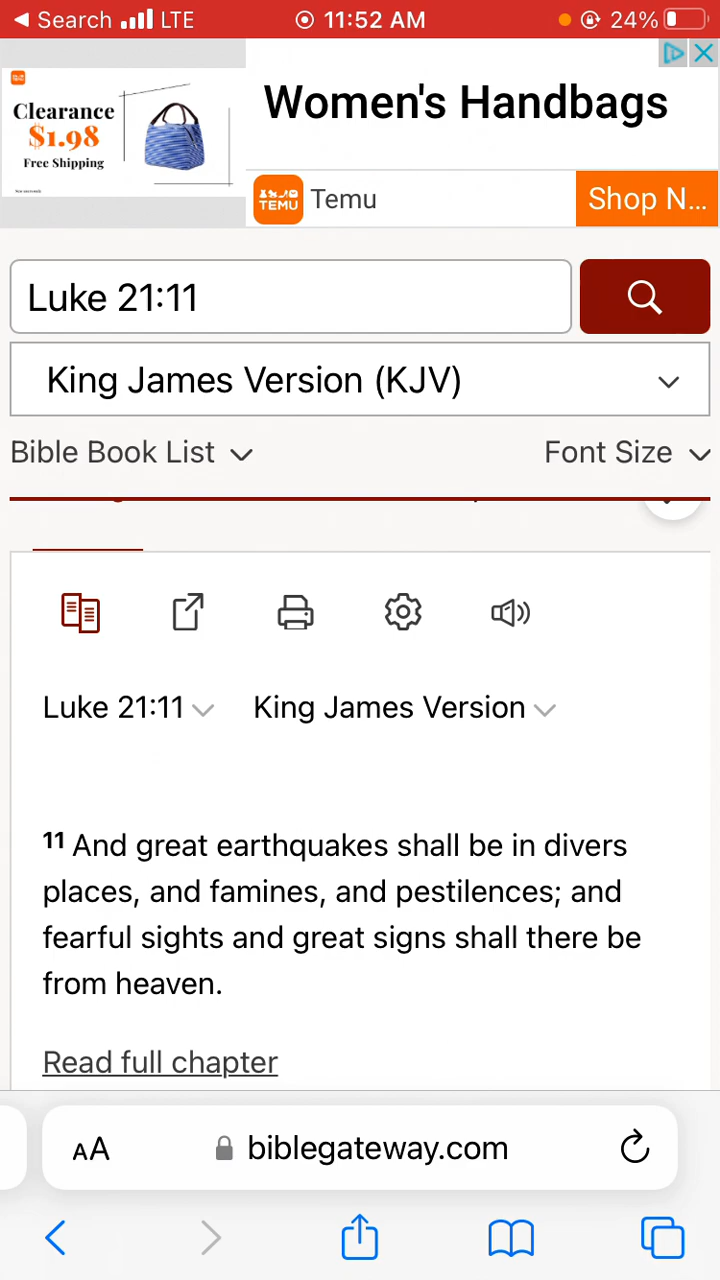 Search LTE 11:52 AM 24%
Clearance
$1.98
Free Shipping
Women's Handbags
TEMU
Temu
Shop N...
Luke 21:11
King James Version (KJV)
Bible Book List Font Size
Luke 21:11 King James Version
11 And great earthquakes shall be in divers
places, and famines, and pestilences; and
fearful sights and great signs shall there be
from heaven.
Read full chapter
AA biblegateway.com